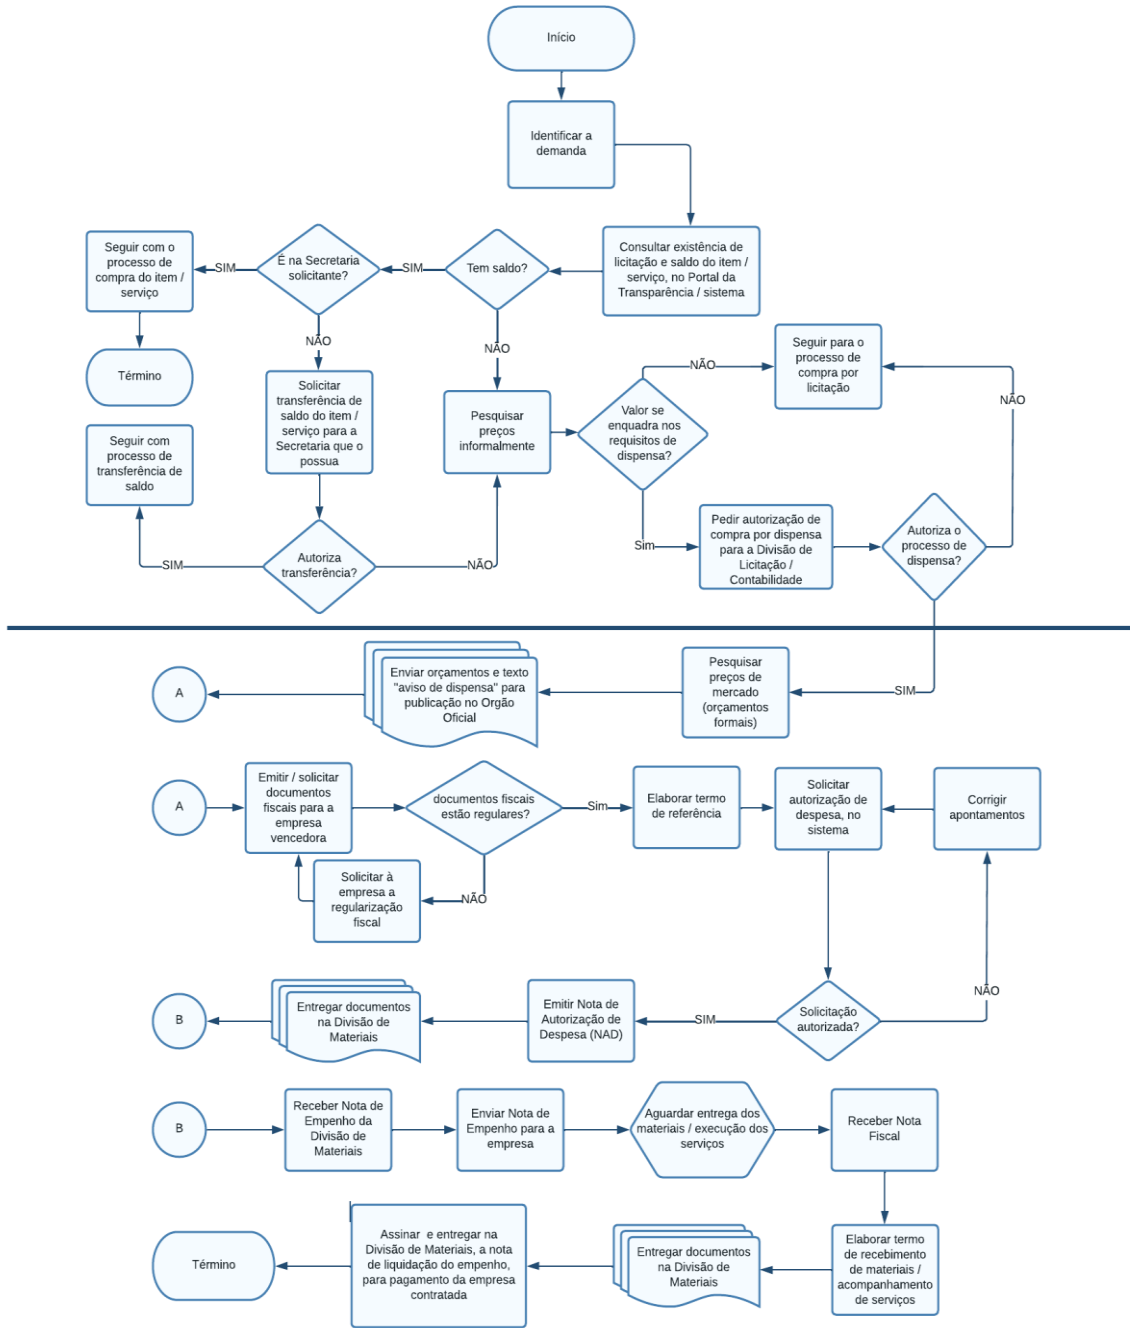 Início
Identificar a
demanda
Consultar existência de
licitação e saldo do item /
serviço, no Portal da
Transparência / sistema
Tem saldo?
SIM
É na Secretaria
solicitante?
SIM
Seguir com o
processo de
compra do item /
serviço
Término
NÃO
Solicitar
transferência de
saldo do item /
serviço para a
Secretaria que o
possua
Autoriza
transferência?
SIM
Seguir com
processo de
transferência de
saldo
NÃO
NÃO
Pesquisar
preços
informalmente
Valor se
enquadra nos
requisitos de
dispensa?
NÃO
Seguir para o
processo de
compra por
licitação
Sim
Pedir autorização de
compra por dispensa
para a Divisão de
Licitação /
Contabilidade
Autoriza o
processo de
dispensa?
NÃO
SIM
Pesquisar
preços de
mercado
(orçamentos
formais)
Enviar orçamentos e texto
"aviso de dispensa" para
publicação no Orgão
Oficial
A
A
Emitir / solicitar
documentos
fiscais para a
empresa
vencedora
documentos fiscais
estão regulares?
NÃO
Solicitar à
empresa a
regularização
fiscal
Sim
Elaborar termo
de referência
Solicitar
autorização de
despesa, no
sistema
Corrigir
apontamentos
NÃO
Solicitação
autorizada?
SIM
Emitir Nota de
Autorização de
Despesa (NAD)
Entregar documentos
na Divisão de
Materiais
B
B
Receber Nota de
Empenho da
Divisão de
Materiais
Enviar Nota de
Empenho para a
empresa
Aguardar entrega dos
materiais / execução dos
serviços
Receber Nota
Fiscal
Elaborar termo
de recebimento
de materiais /
acompanhamento
de serviços
Entregar documentos
na Divisão de
Materiais
Assinar e entregar na
Divisão de Materiais, a nota
de liquidação do empenho,
para pagamento da empresa
contratada
Término